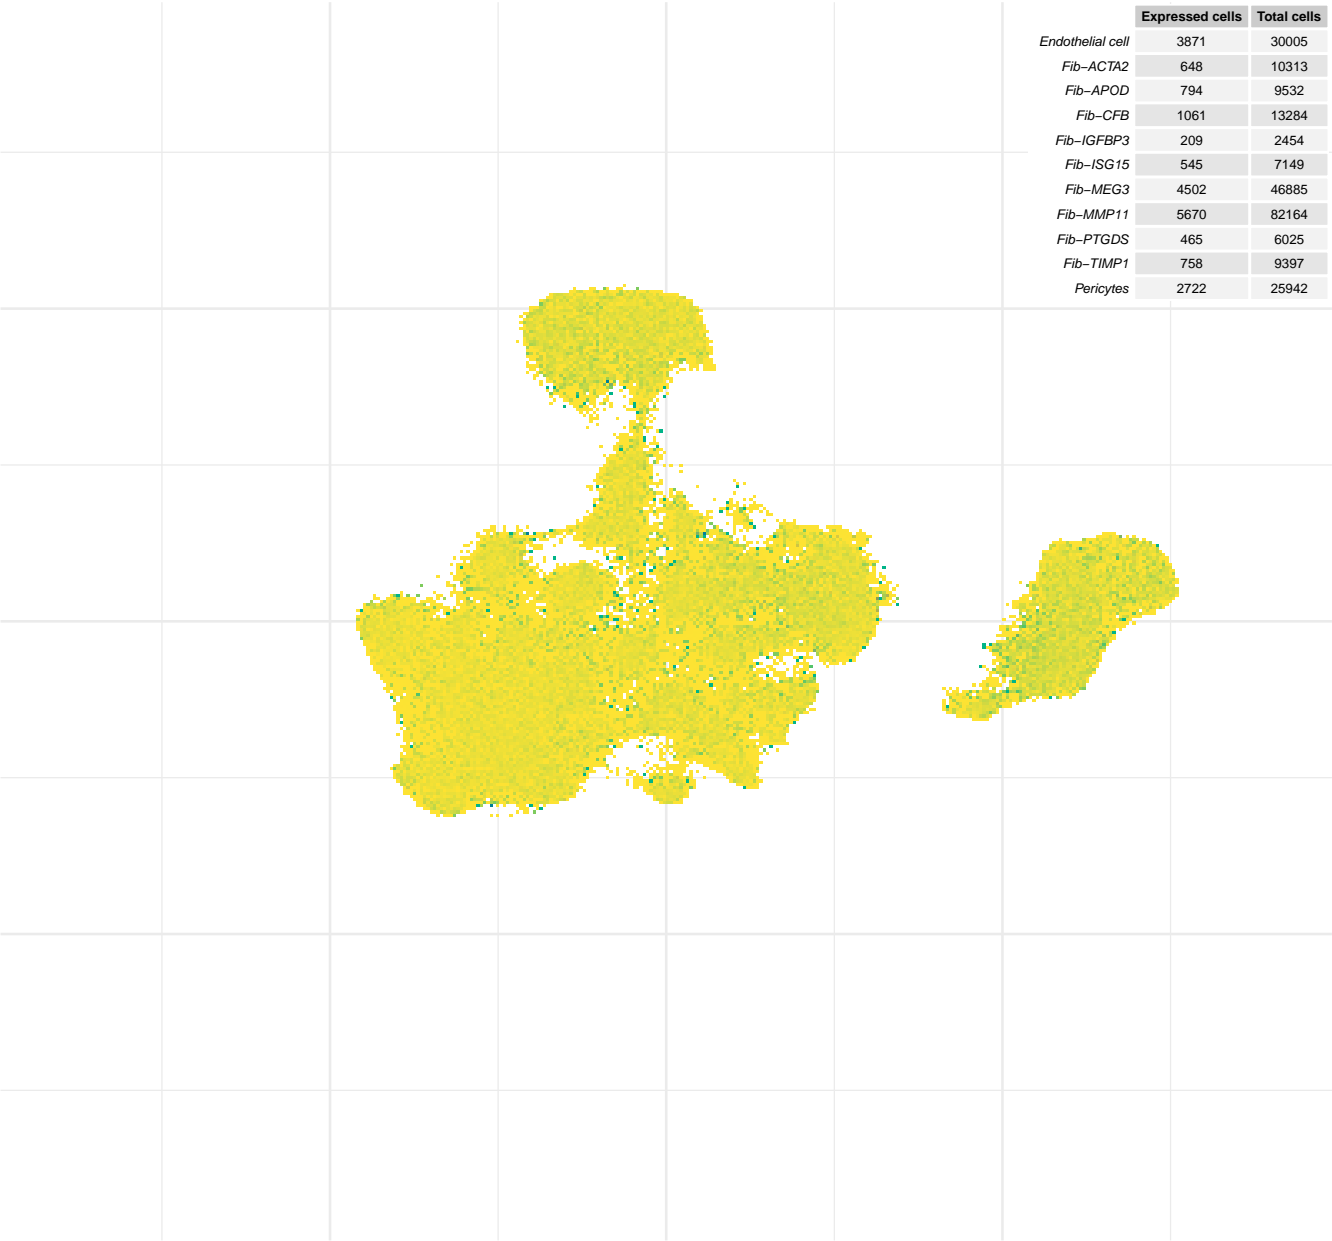 Expressed cells Total cells
Endothelial cell 3871 30005
Fib−ACTA2 648 10313
Fib−APOD 794 9532
Fib−CFB 1061 13284
Fib−IGFBP3 209 2454
Fib−ISG15 545 7149
Fib−MEG3 4502 46885
Fib−MMP11 5670 82164
Fib−PTGDS 465 6025
Fib−TIMP1 758 9397
Pericytes 2722 25942